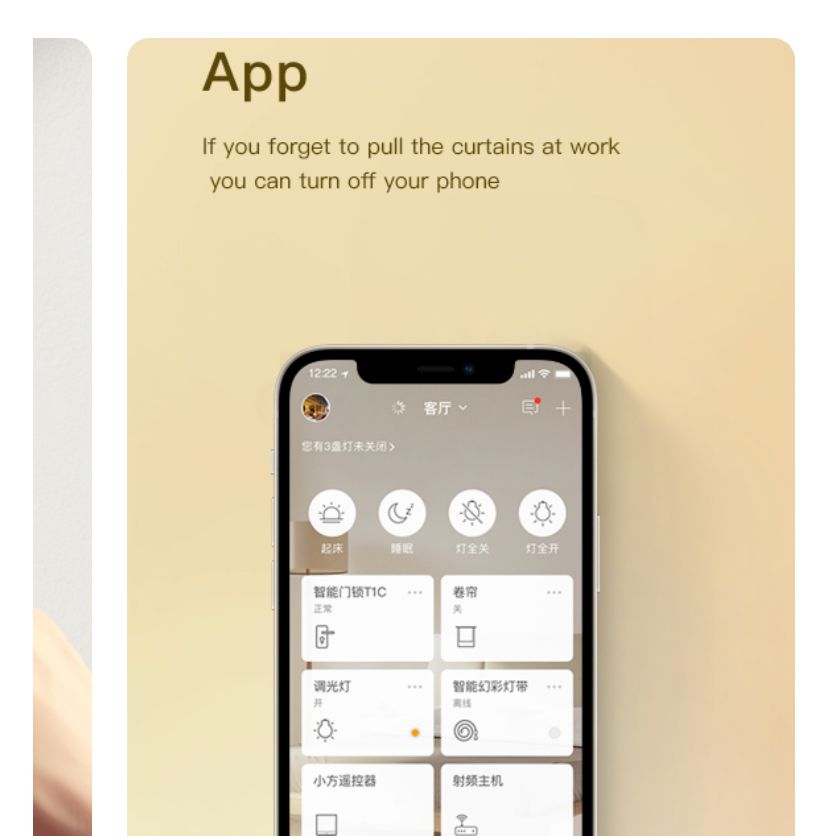 App
If you forget to pull the curtains at work
you can turn off your phone
12:22
客厅
您有3盏灯未关闭>
起床 睡眠 灯全关 灯全开
智能门锁T1C 卷帘
正常 关
调光灯 智能幻彩灯带
开 离线
小方遥控器 射频主机